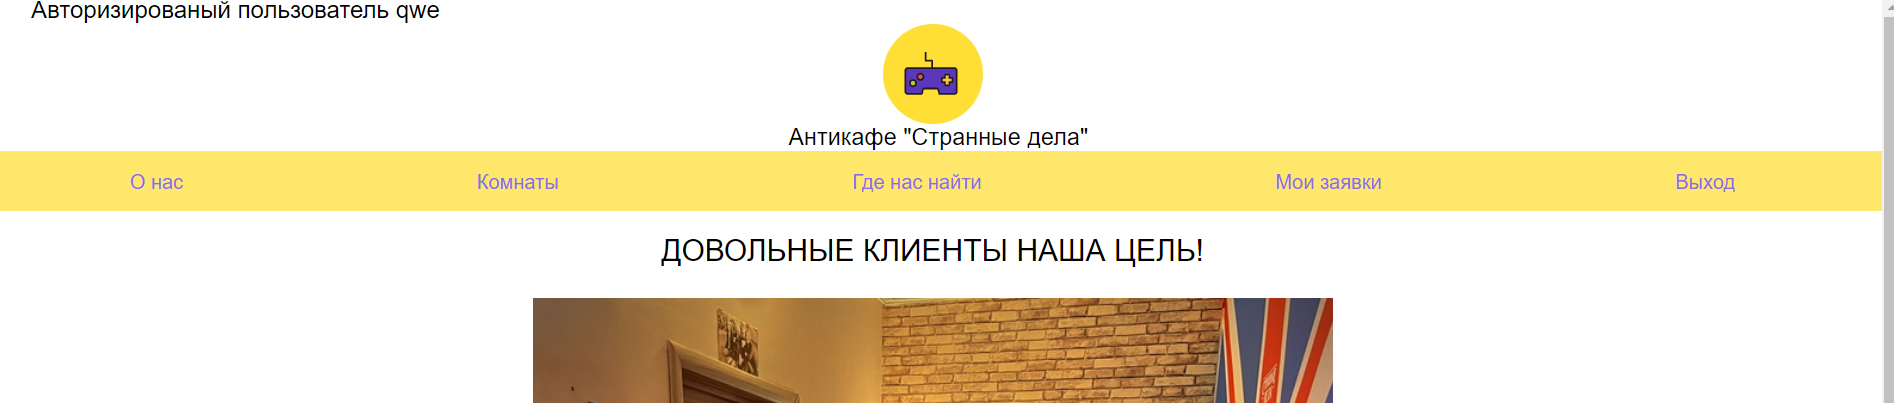 Авторизированый пользователь qwe
Антикафе "Странные дела"
О нас Комнаты Где нас найти Мои заявки Выход
ДОВОЛЬНЫЕ КЛИЕНТЫ НАША ЦЕЛЬ!